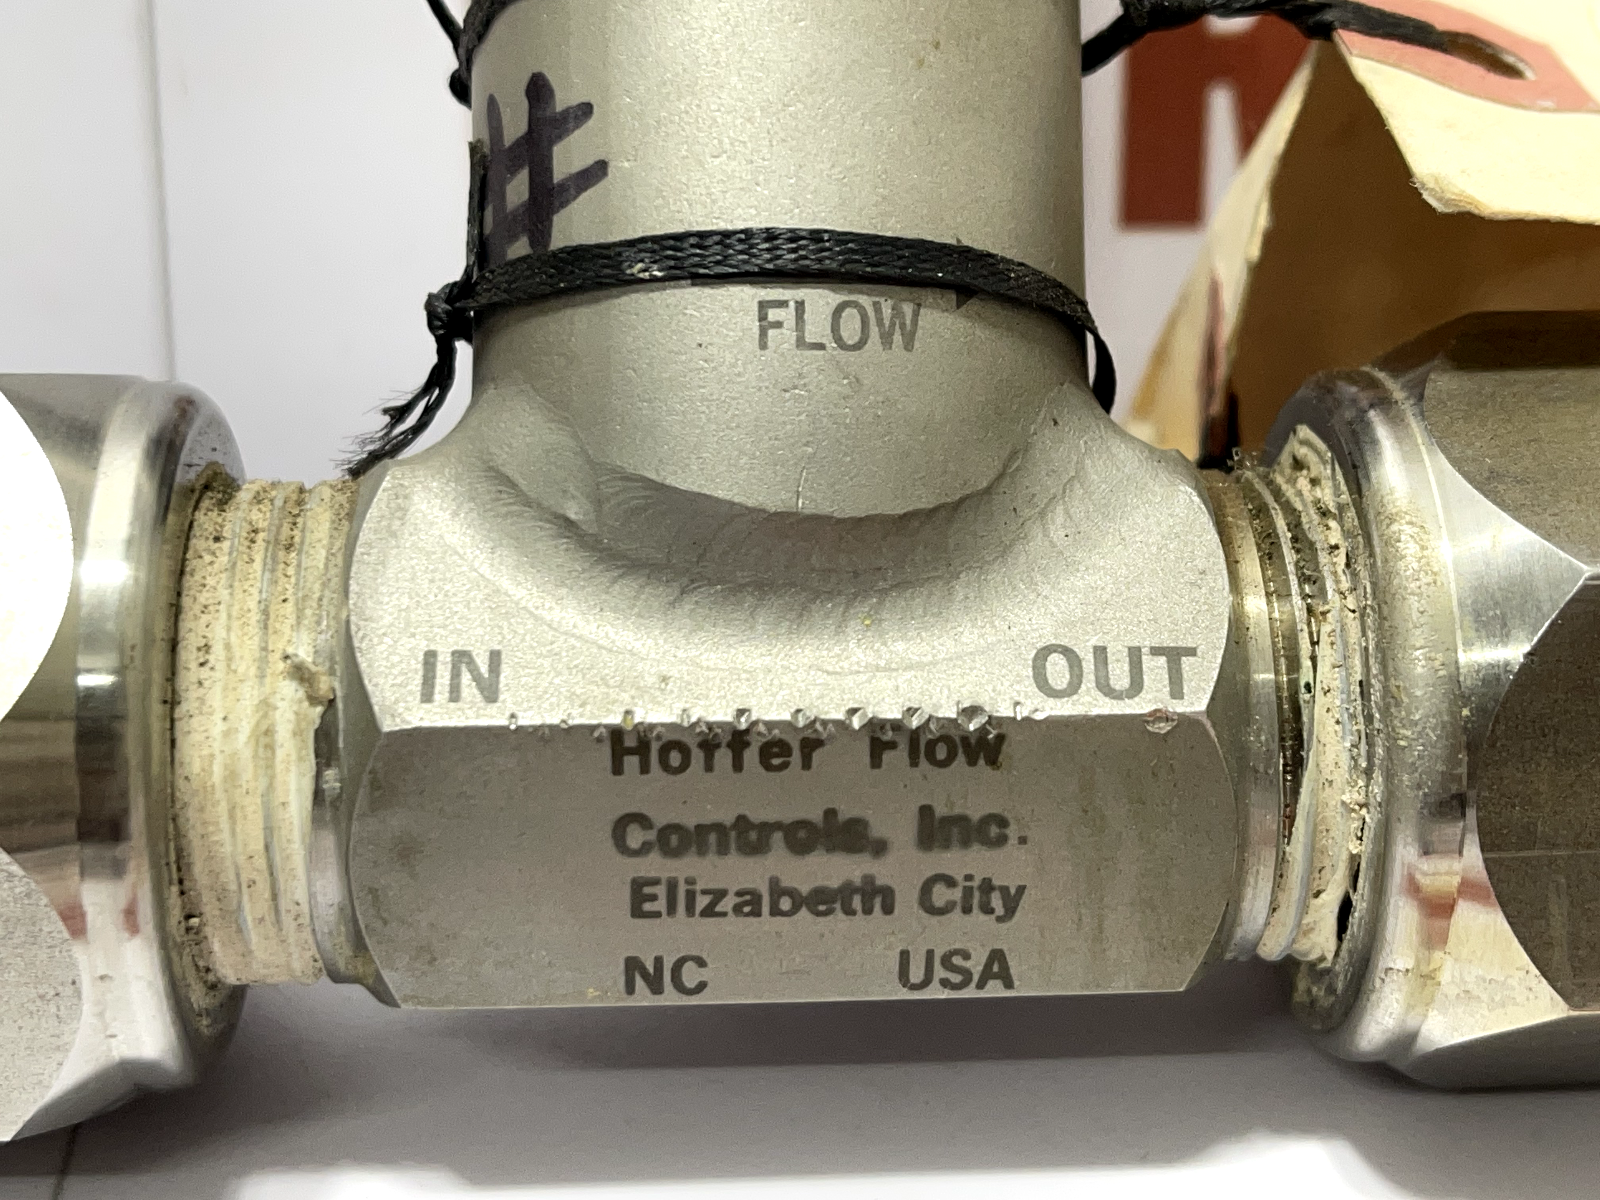 #
FLOW
IN OUT
Hoffer Flow
Controls, Inc.
Elizabeth City
NC USA